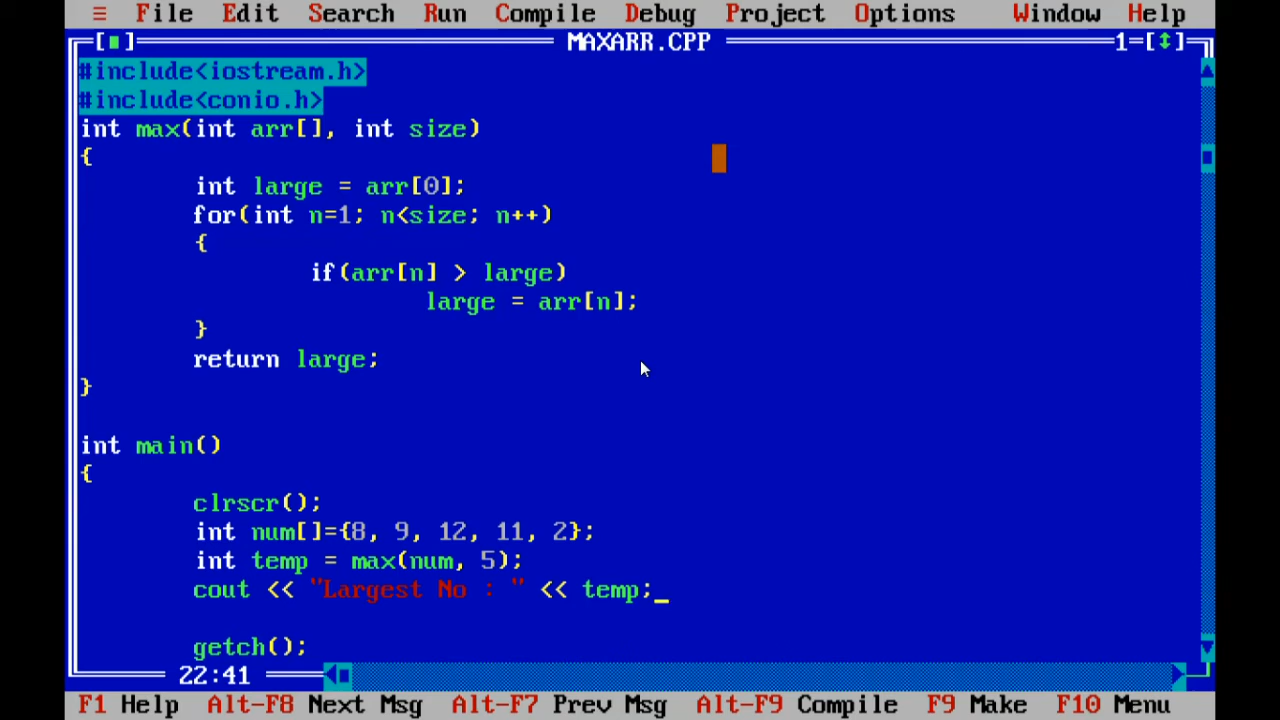 ≡ File Edit Search Run Compile Debug Project Options Window Help
[■] MAXARR.CPP 1=[↕]
#include<iostream.h>
#include<conio.h>
int max(int arr[], int size)
{
int large = arr[0];
for(int n=1; n<size; n++)
{
if(arr[n] > large)
large = arr[n];
}
return large;
}
int main()
{
clrscr();
int num[]={8, 9, 12, 11, 2};
int temp = max(num, 5);
cout << "Largest No : " << temp;_
getch();
22:41
F1 Help Alt-F8 Next Msg Alt-F7 Prev Msg Alt-F9 Compile F9 Make F10 Menu